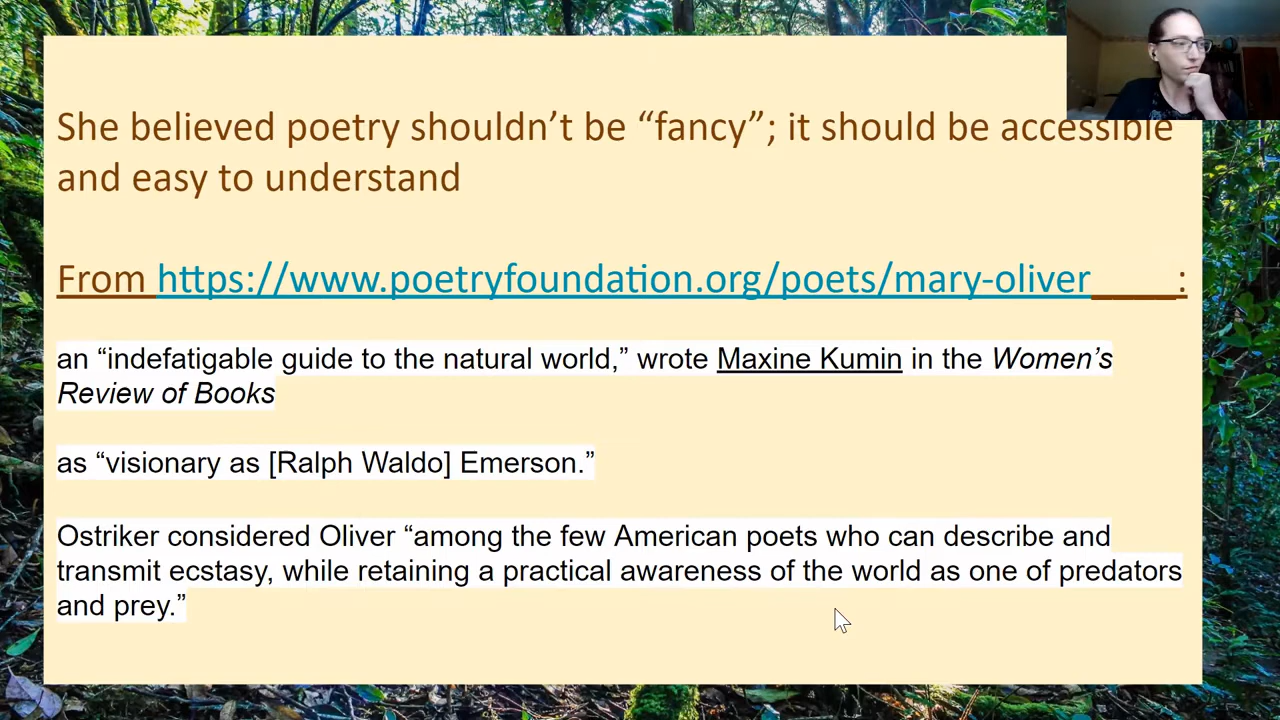 She believed poetry shouldn’t be “fancy”; it should be accessible
and easy to understand
From https://www.poetryfoundation.org/poets/mary-oliver____:
an “indefatigable guide to the natural world,” wrote Maxine Kumin in the Women’s
Review of Books
as “visionary as [Ralph Waldo] Emerson.”
Ostriker considered Oliver “among the few American poets who can describe and
transmit ecstasy, while retaining a practical awareness of the world as one of predators
and prey.”